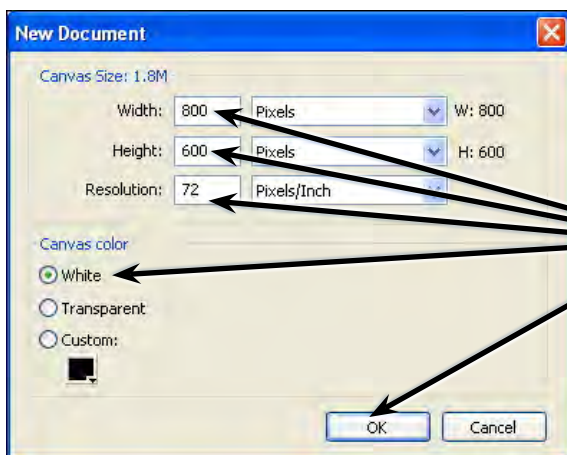 New Document
Canvas Size: 1.8M
Width: 800 Pixels W: 800
Height: 600 Pixels H: 600
Resolution: 72 Pixels/Inch
Canvas color
White
Transparent
Custom:
OK Cancel